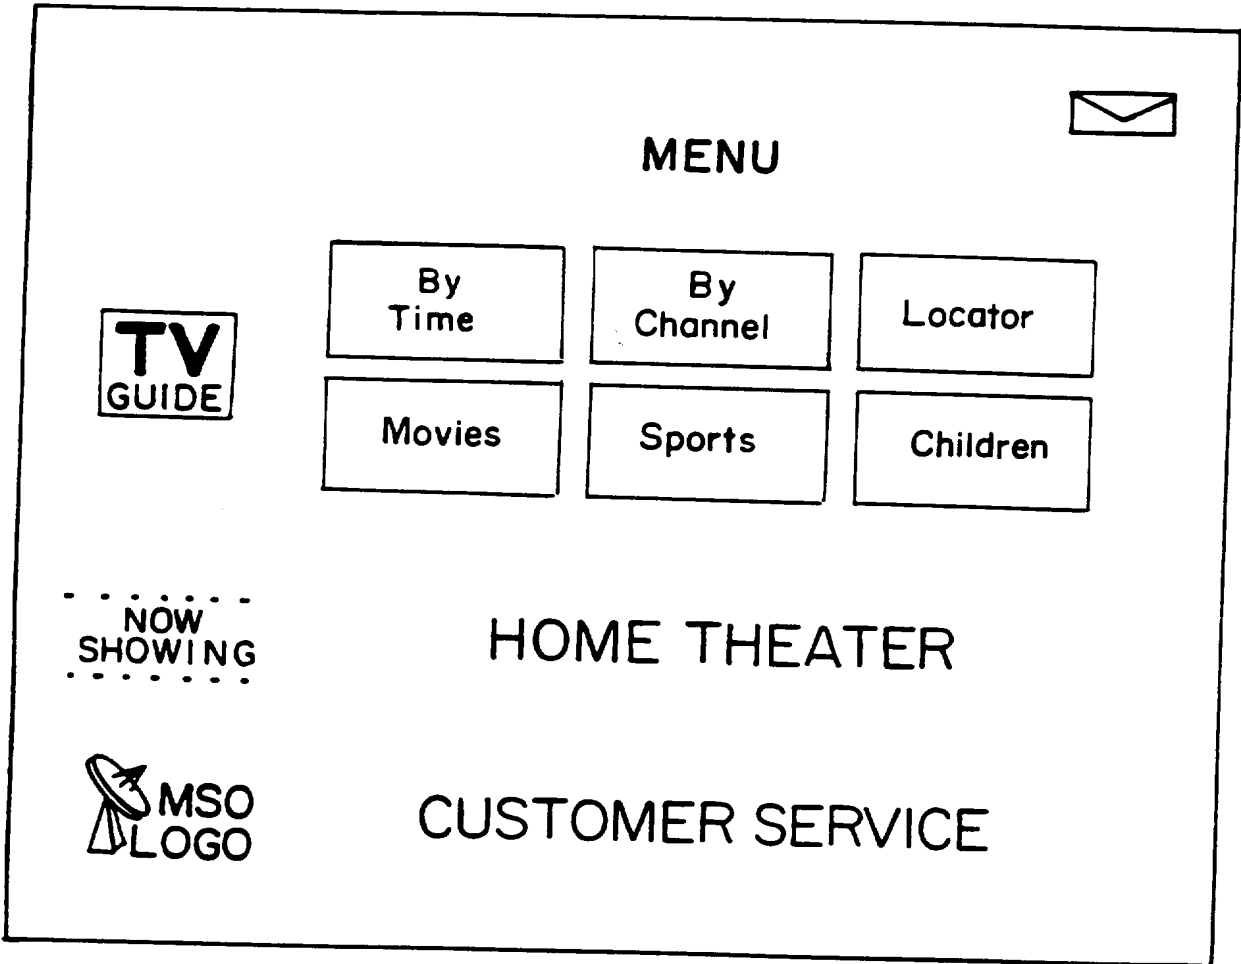 MENU
By
Time
By
Channel
Locator
TV
GUIDE
Movies
Sports
Children
NOW
SHOWING
HOME THEATER
MSO
LOGO
CUSTOMER SERVICE